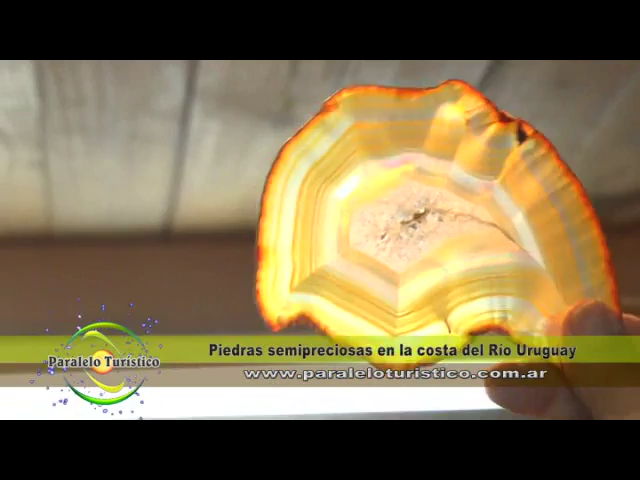 Piedras semipreciosas en la costa del Río Uruguay
Paralelo Turístico
www.paraleloturistico.com.ar